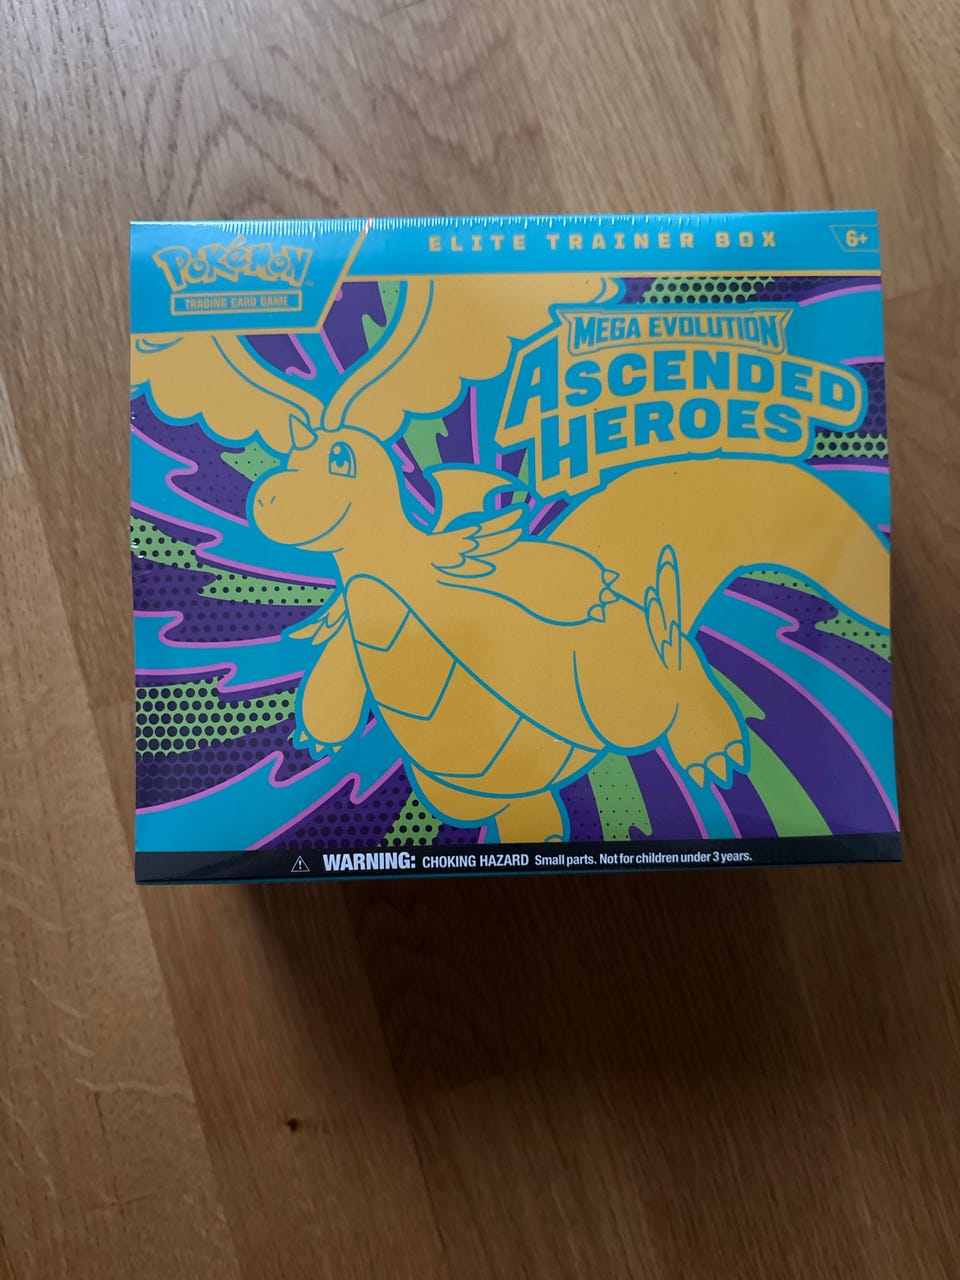 Pokémon
TRADING CARD GAME
ELITE TRAINER BOX
6+
MEGA EVOLUTION
ASCENDED
HEROES
WARNING: CHOKING HAZARD Small parts. Not for children under 3 years.